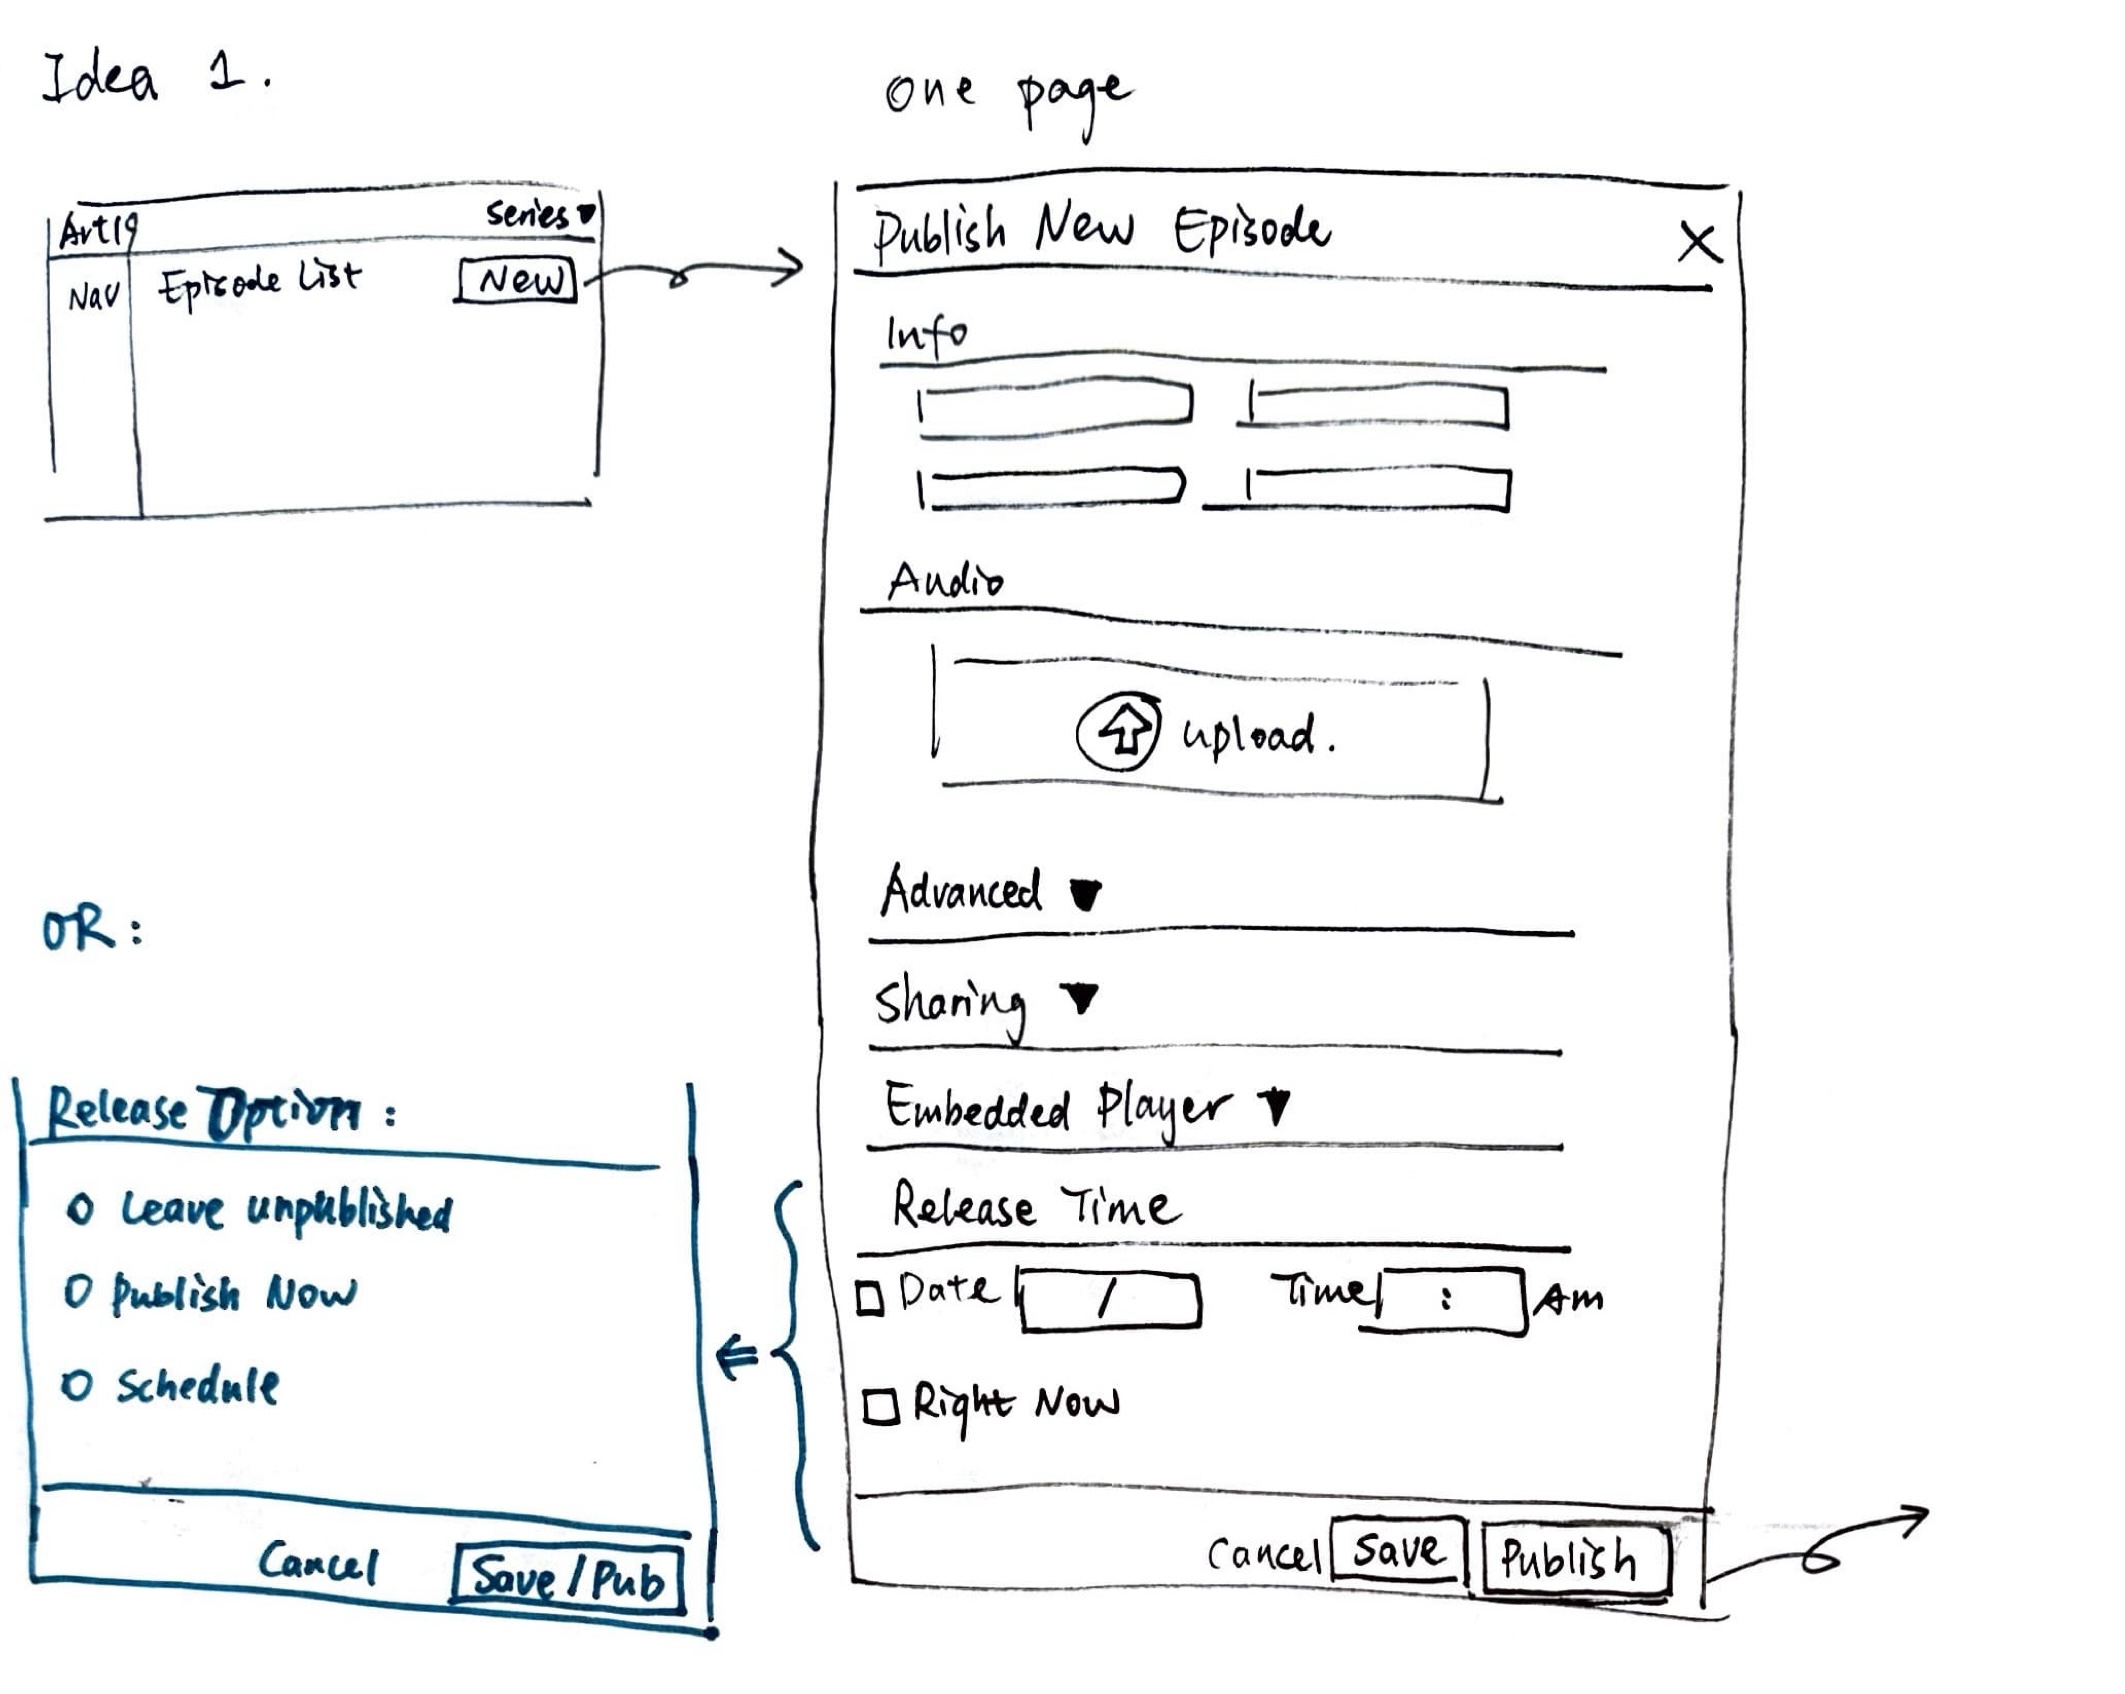 Idea 1.
one page
Art19
Series
Nav
Episode List
New
Publish New Episode
X
Info
Audio
upload.
Advanced
Sharing
Embedded Player
Release Time
Date /
Time : Am
Right Now
Cancel
Save
Publish
OR:
Release Option:
Leave unpublished
Publish Now
Schedule
Cancel
Save/Pub